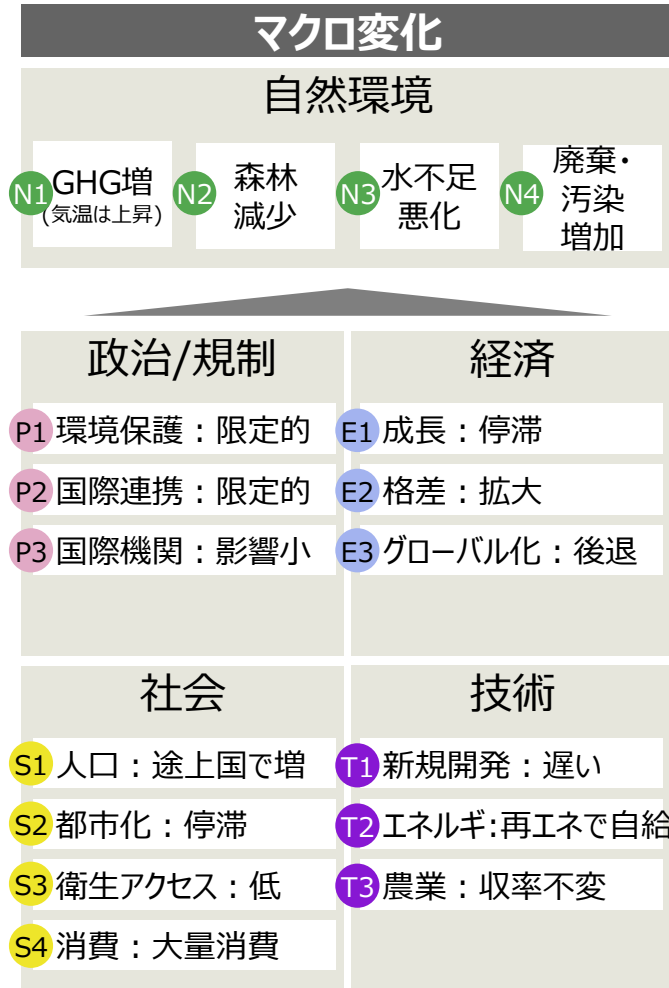 マクロ変化
自然環境
N1 GHG増
(気温は上昇)
N2 森林
減少
N3 水不足
悪化
N4 廃棄・
汚染
増加
政治/規制
P1 環境保護：限定的
P2 国際連携：限定的
P3 国際機関：影響小
経済
E1 成長：停滞
E2 格差：拡大
E3 グローバル化：後退
社会
S1 人口：途上国で増
S2 都市化：停滞
S3 衛生アクセス：低
S4 消費：大量消費
技術
T1 新規開発：遅い
T2 エネルギ:再エネで自給
T3 農業：収率不変